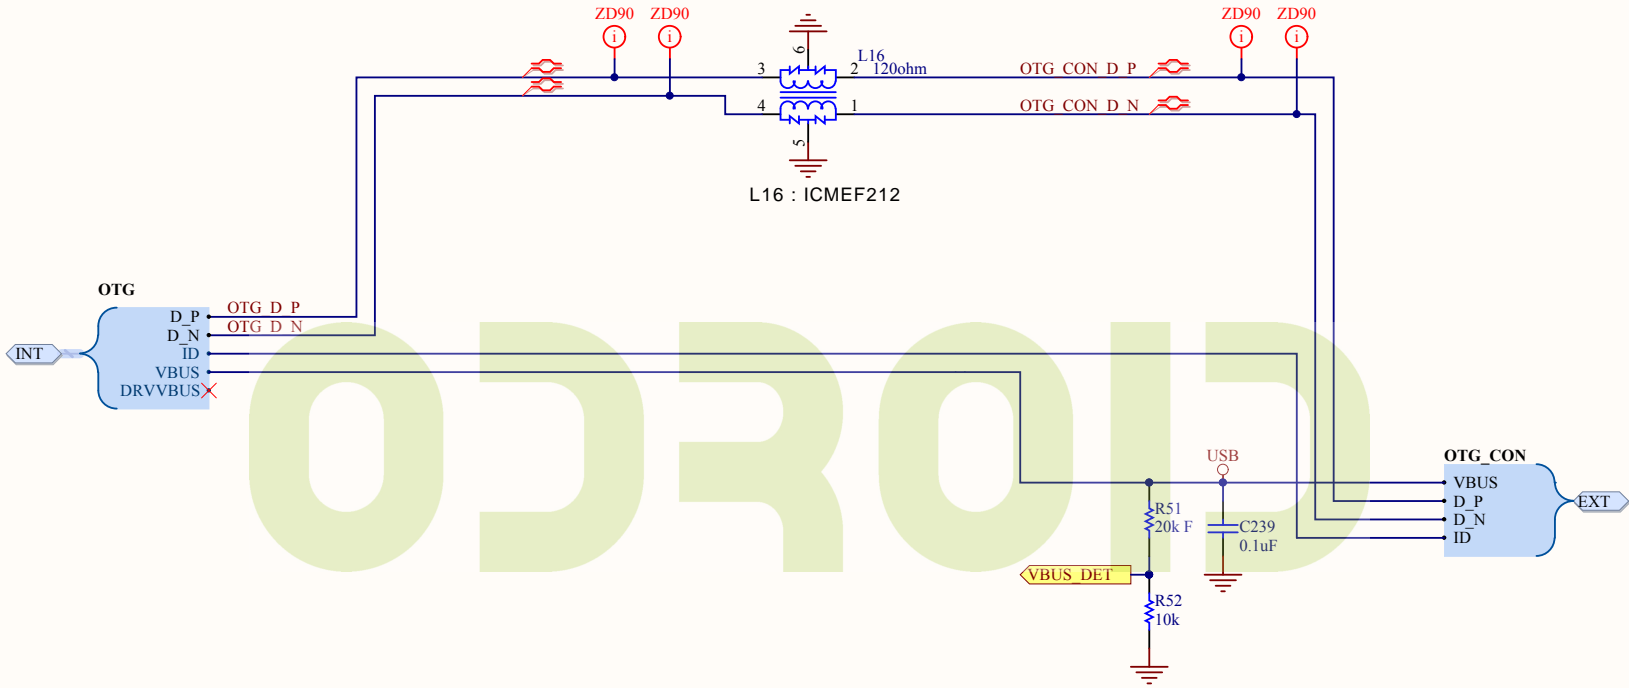 ZD90 ZD90 ZD90 ZD90
i i i i
6
L16
3 2 120ohm OTG_CON_D_P
4 1 OTG_CON_D_N
5
L16 : ICMEF212
OTG
D_P OTG_D_P
D_N OTG_D_N
INT ID
VBUS
DRVVBUS
ODROID
USB OTG_CON
VBUS
R51 D_P EXT
20k F C239 D_N
0.1uF ID
VBUS_DET
R52
10k